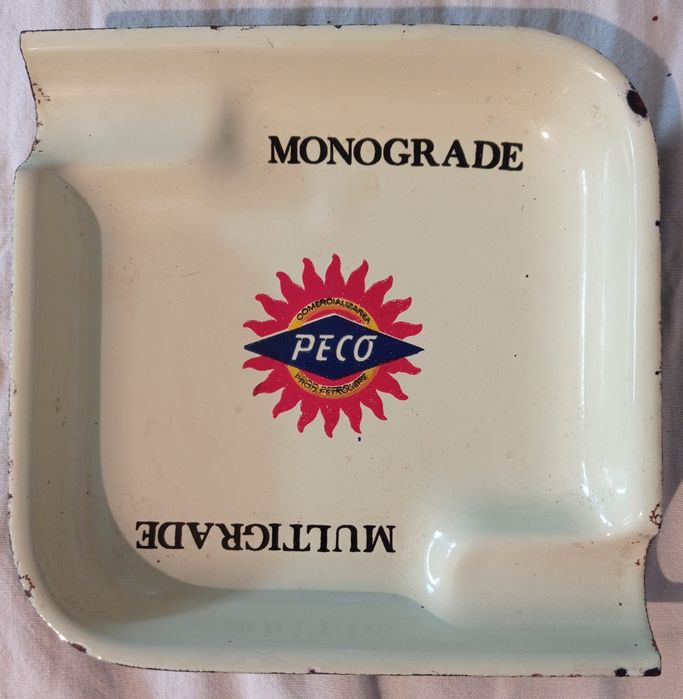 MONOGRADE
COMERCIALIZAREA
PECO
PROD. PETROLIERE
MULTIGRADE